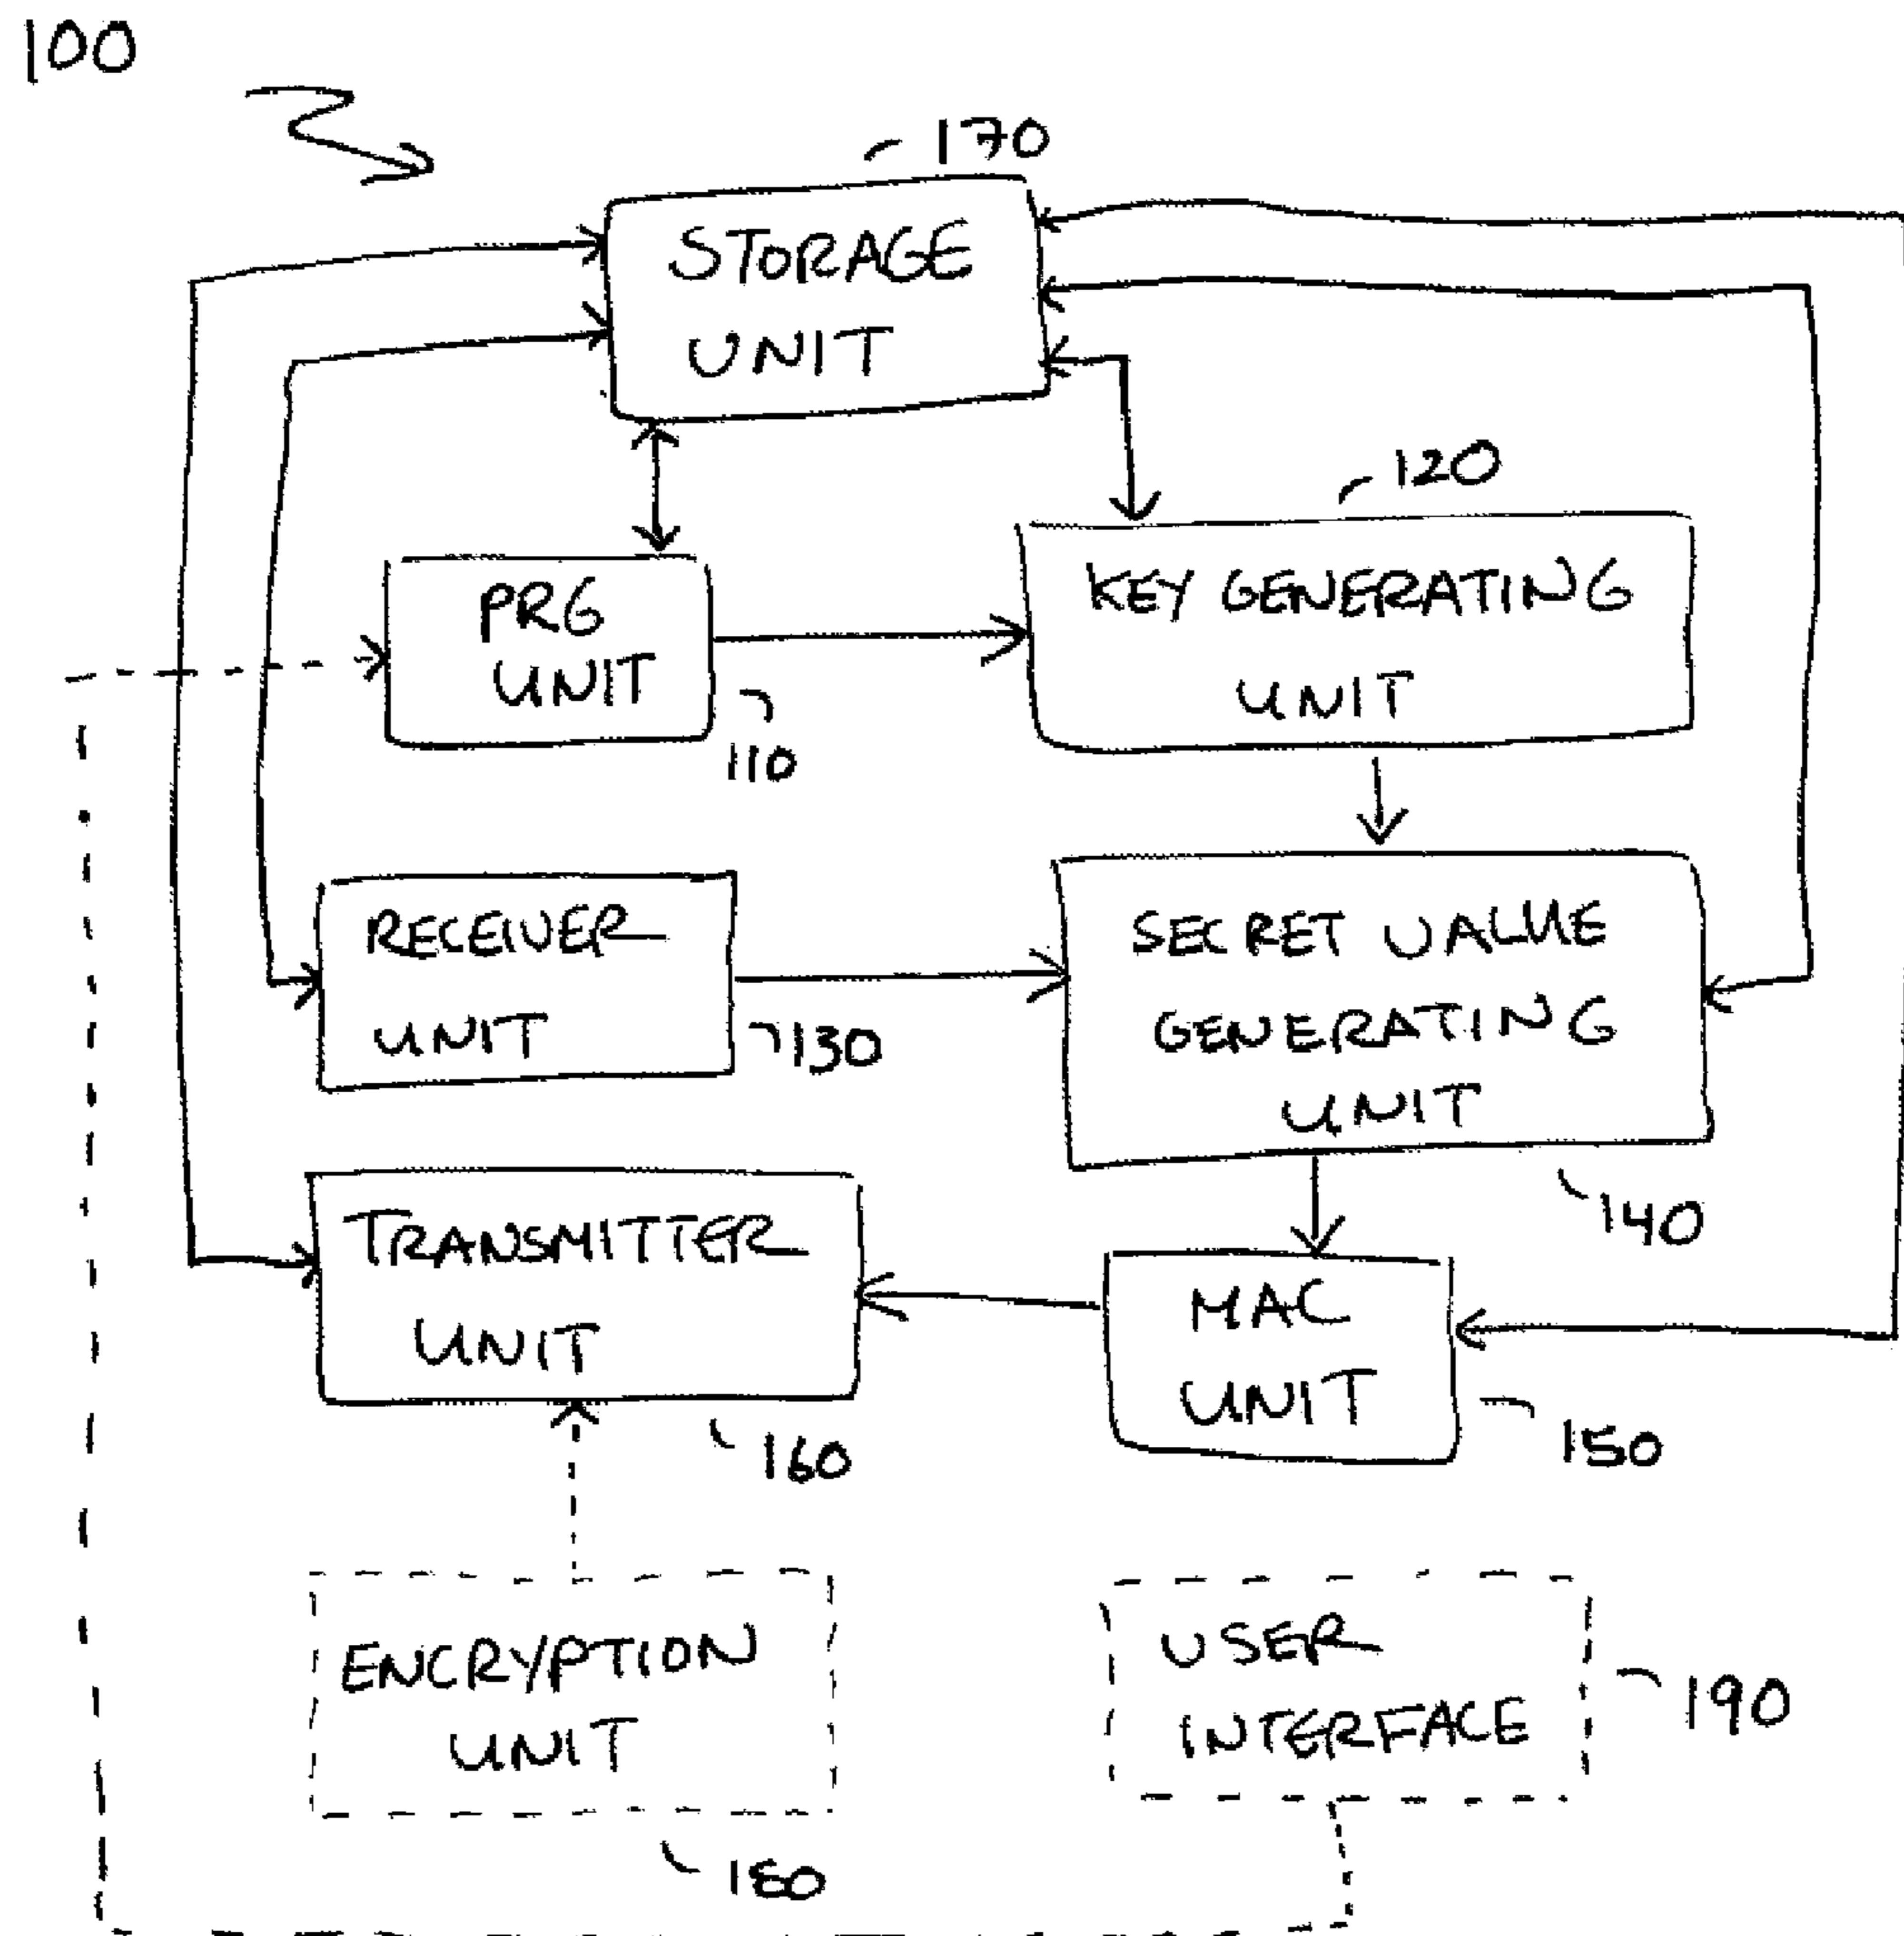 100
170
STORAGE
UNIT
120
PRG
UNIT
110
KEY GENERATING
UNIT
RECEIVER
UNIT
130
SECRET VALUE
GENERATING
UNIT
140
TRANSMITTER
UNIT
160
MAC
UNIT
150
ENCRYPTION
UNIT
180
USER
INTERFACE
190